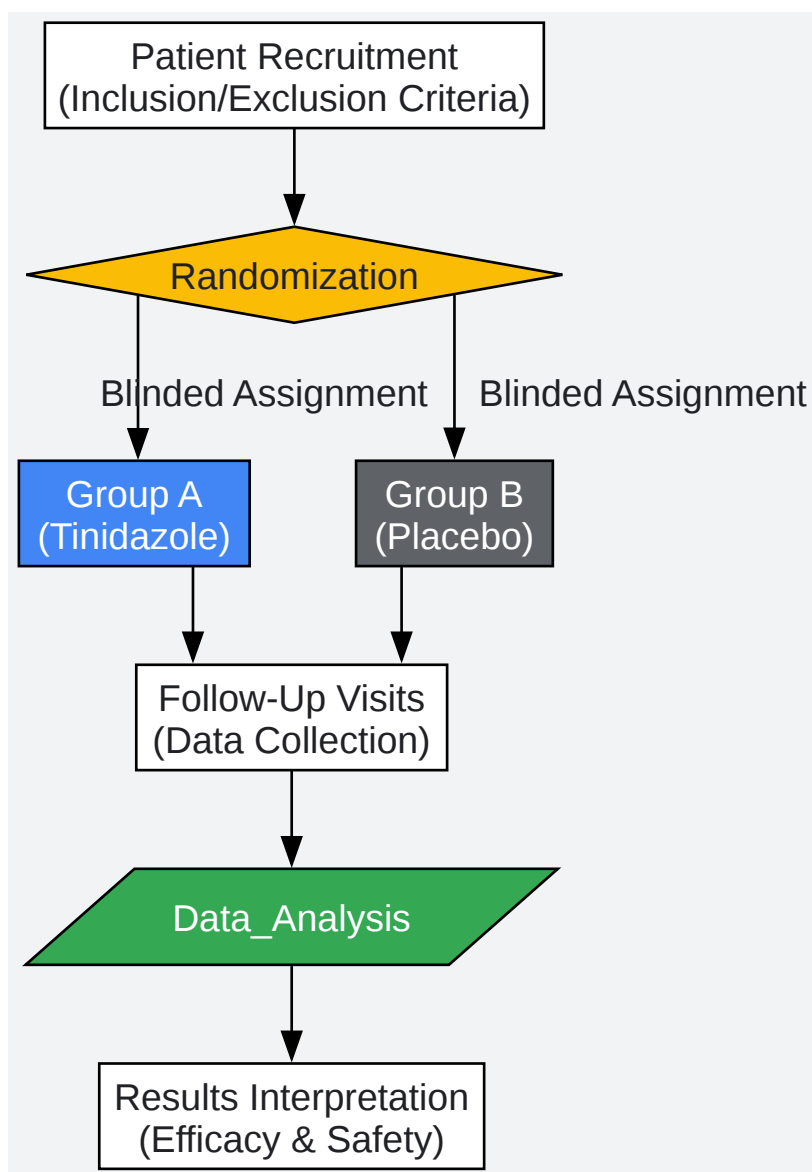 Patient Recruitment
(Inclusion/Exclusion Criteria)
Randomization
Blinded Assignment
Blinded Assignment
Group A
(Tinidazole)
Group B
(Placebo)
Follow-Up Visits
(Data Collection)
Data_Analysis
Results Interpretation
(Efficacy & Safety)